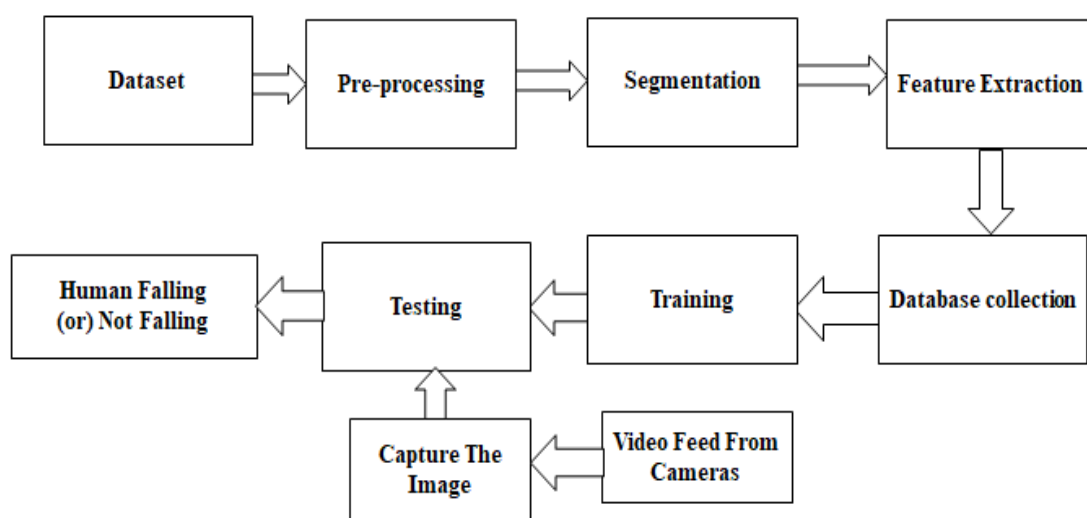 Dataset
Pre-processing
Segmentation
Feature Extraction
Human Falling
(or) Not Falling
Testing
Training
Database collection
Capture The
Image
Video Feed From
Cameras